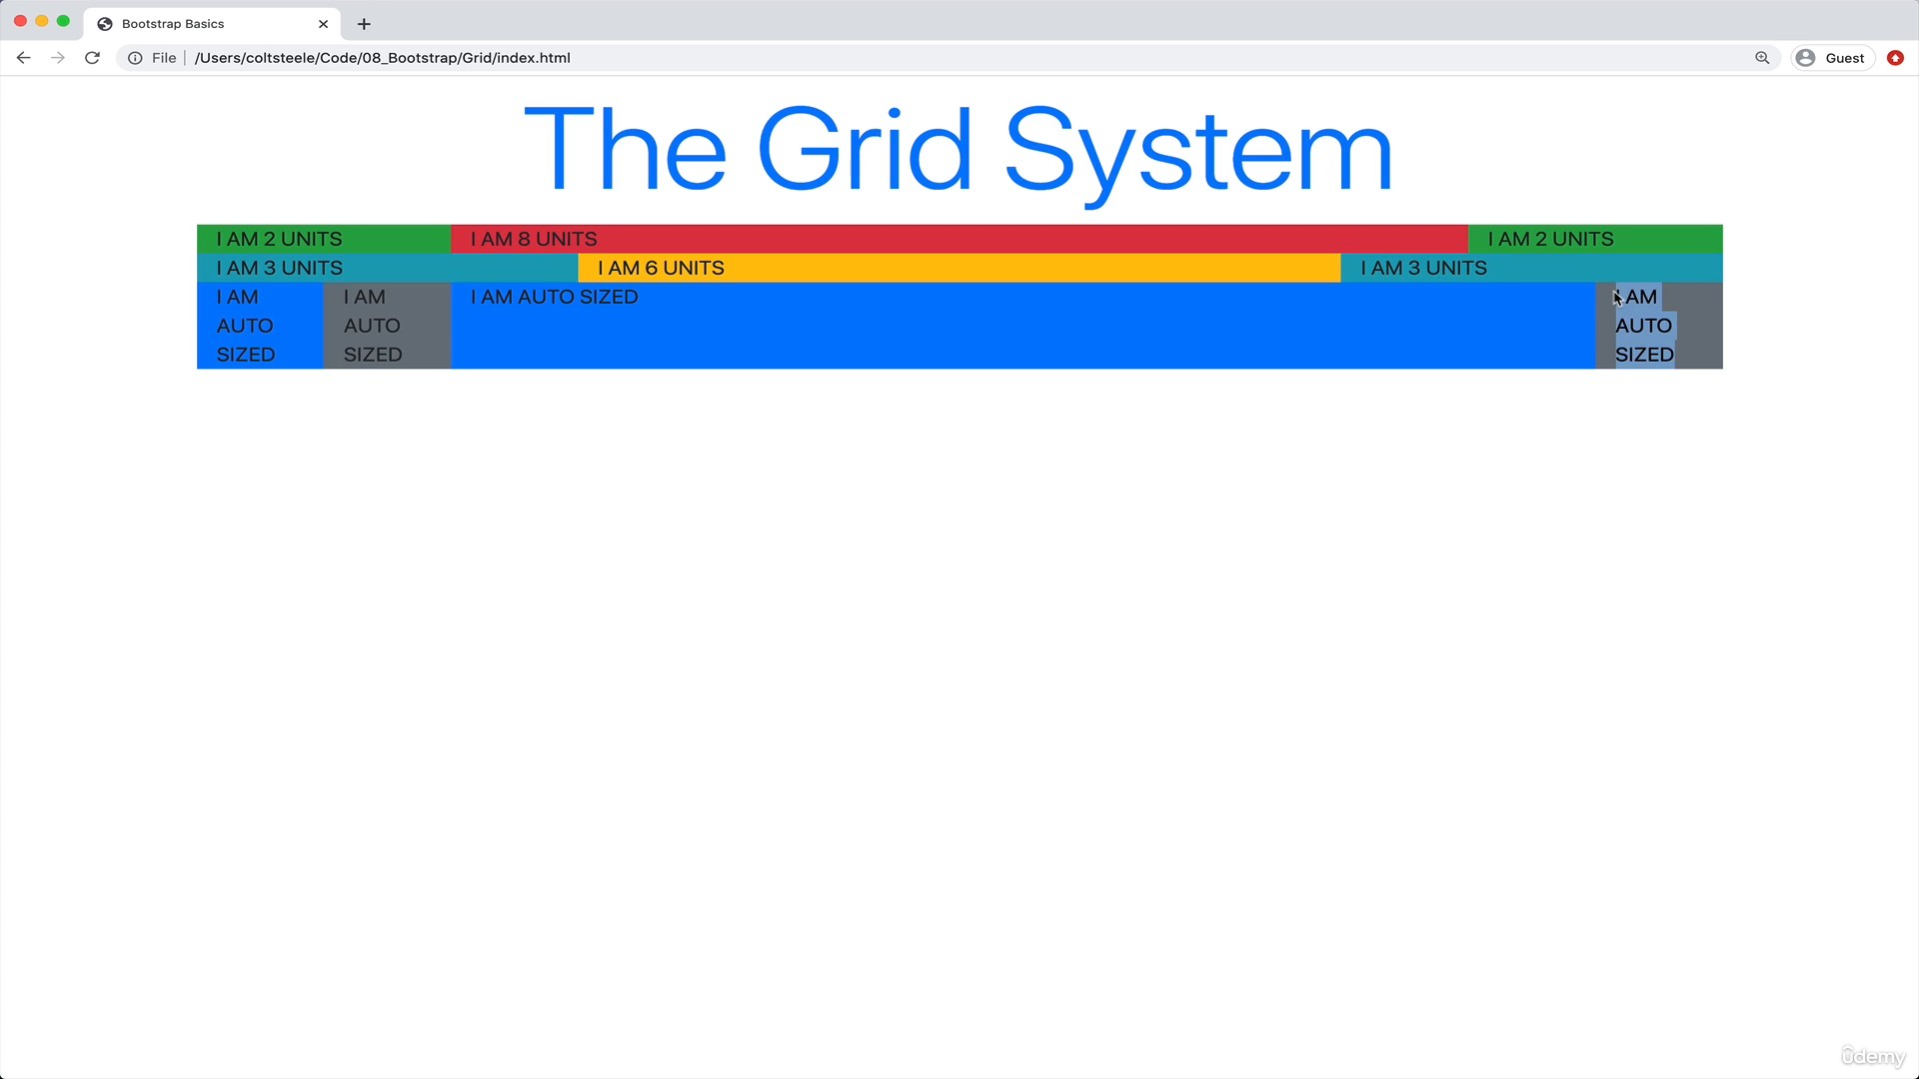 Bootstrap Basics
File /Users/coltsteele/Code/08_Bootstrap/Grid/index.html Guest
The Grid System
I AM 2 UNITS I AM 8 UNITS I AM 2 UNITS
I AM 3 UNITS I AM 6 UNITS I AM 3 UNITS
I AM
AUTO
SIZED
I AM
AUTO
SIZED
I AM AUTO SIZED
I AM
AUTO
SIZED
ûdemy